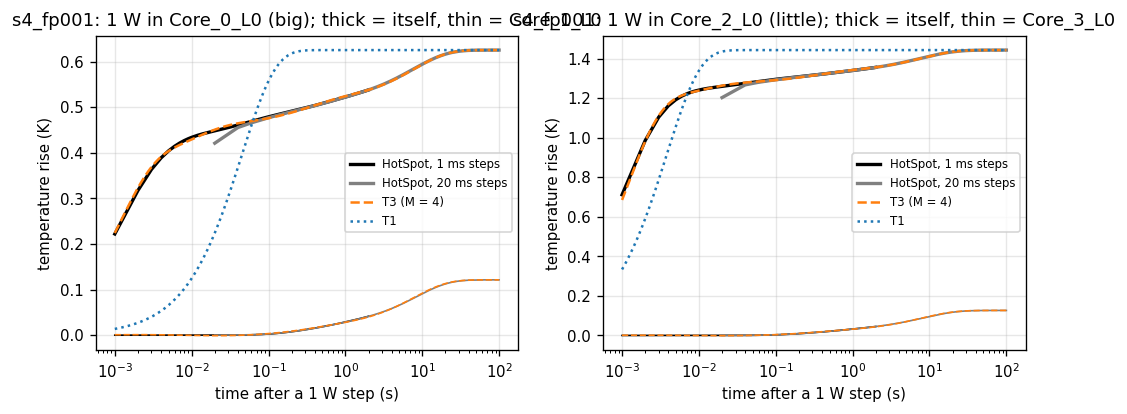 s4_fp001: 1 W in Core_0_L0 (big); thick = itself, thin = Core_1_L0
temperature rise (K)
0.6
0.5
0.4
0.3
0.2
0.1
0.0
HotSpot, 1 ms steps
HotSpot, 20 ms steps
T3 (M = 4)
T1
10⁻³
10⁻²
10⁻¹
10⁰
10¹
10²
time after a 1 W step (s)
s4_fp001: 1 W in Core_2_L0 (little); thick = itself, thin = Core_3_L0
temperature rise (K)
1.4
1.2
1.0
0.8
0.6
0.4
0.2
0.0
HotSpot, 1 ms steps
HotSpot, 20 ms steps
T3 (M = 4)
T1
10⁻³
10⁻²
10⁻¹
10⁰
10¹
10²
time after a 1 W step (s)